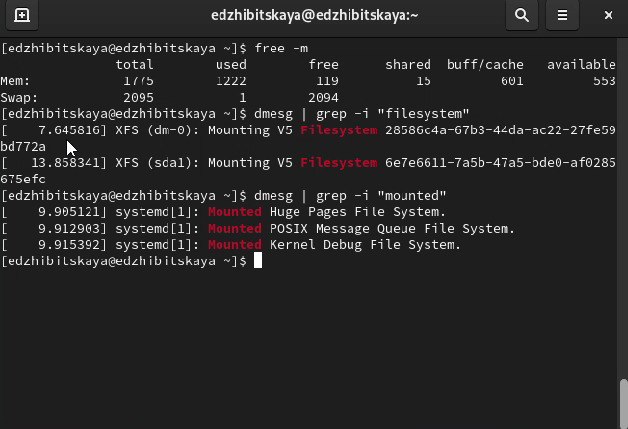 edzhibitskaya@edzhibitskaya:~
[edzhibitskaya@edzhibitskaya ~]$ free -m
total used free shared buff/cache available
Mem: 1775 1222 119 15 601 553
Swap: 2095 1 2094
[edzhibitskaya@edzhibitskaya ~]$ dmesg | grep -i "filesystem"
[ 7.645816] XFS (dm-0): Mounting V5 Filesystem 28586c4a-67b3-44da-ac22-27fe59
bd772a
[ 13.858341] XFS (sda1): Mounting V5 Filesystem 6e7e6611-7a5b-47a5-bde0-af0285
675efc
[edzhibitskaya@edzhibitskaya ~]$ dmesg | grep -i "mounted"
[ 9.905121] systemd[1]: Mounted Huge Pages File System.
[ 9.912903] systemd[1]: Mounted POSIX Message Queue File System.
[ 9.915392] systemd[1]: Mounted Kernel Debug File System.
[edzhibitskaya@edzhibitskaya ~]$